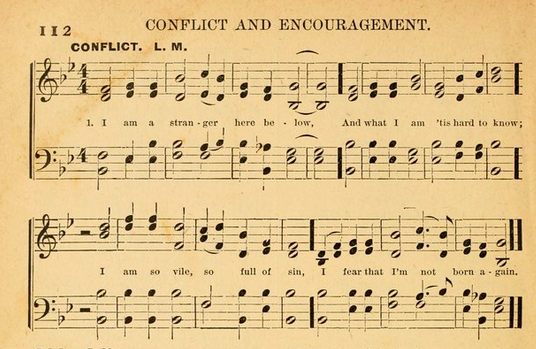 112 CONFLICT AND ENCOURAGEMENT.
CONFLICT. L. M.
1. I am a stran-ger here be-low, And what I am 'tis hard to know;
I am so vile, so full of sin, I fear that I'm not born a-gain.